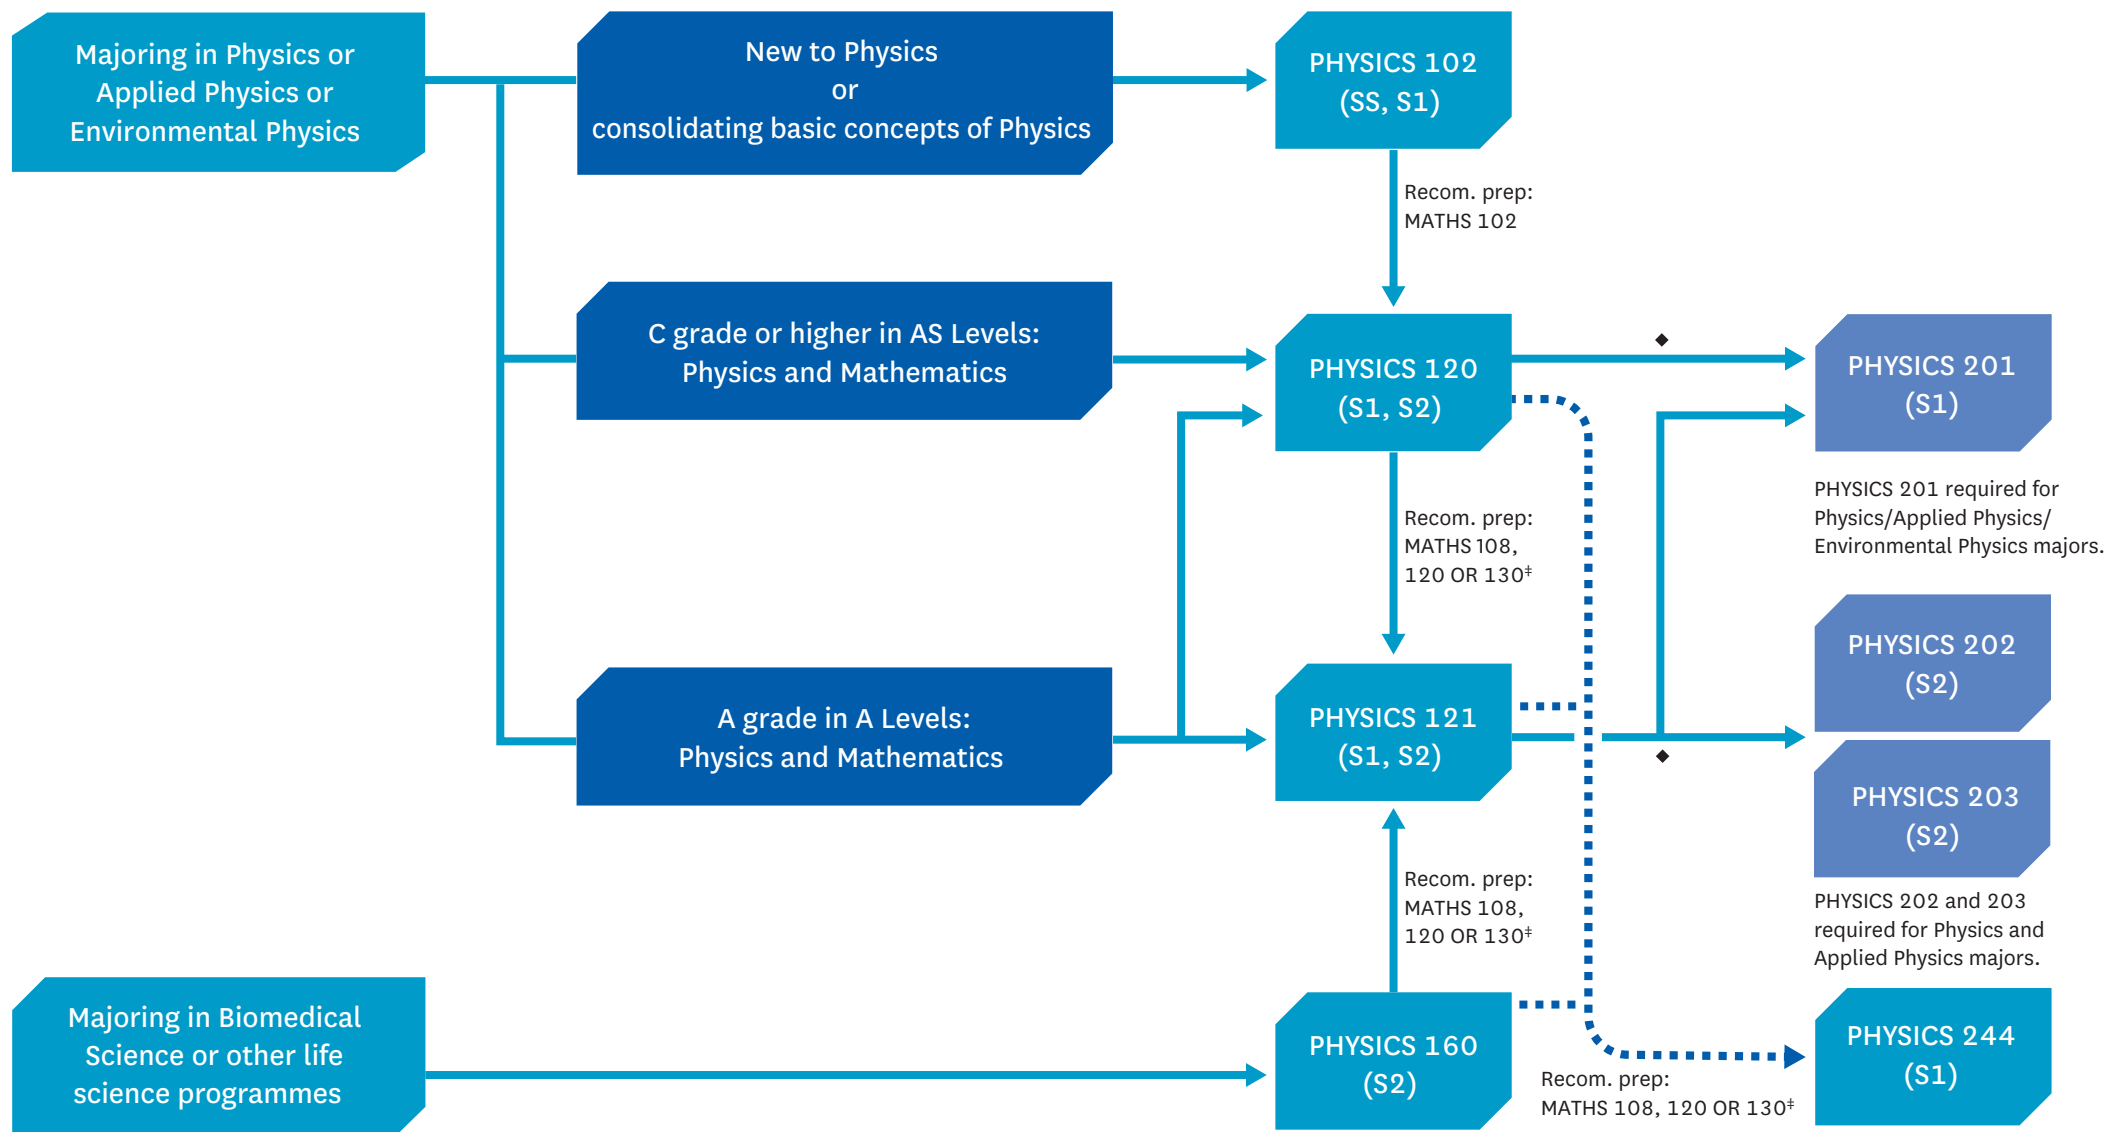 Majoring in Physics or
Applied Physics or
Environmental Physics
New to Physics
or
consolidating basic concepts of Physics
PHYSICS 102
(SS, S1)
Recom. prep:
MATHS 102
C grade or higher in AS Levels:
Physics and Mathematics
PHYSICS 120
(S1, S2)
◆
PHYSICS 201
(S1)
PHYSICS 201 required for
Physics/Applied Physics/
Environmental Physics majors.
Recom. prep:
MATHS 108,
120 OR 130‡
PHYSICS 202
(S2)
A grade in A Levels:
Physics and Mathematics
PHYSICS 121
(S1, S2)
◆
PHYSICS 203
(S2)
PHYSICS 202 and 203
required for Physics and
Applied Physics majors.
Recom. prep:
MATHS 108,
120 OR 130‡
Majoring in Biomedical
Science or other life
science programmes
PHYSICS 160
(S2)
Recom. prep:
MATHS 108, 120 OR 130‡
PHYSICS 244
(S1)